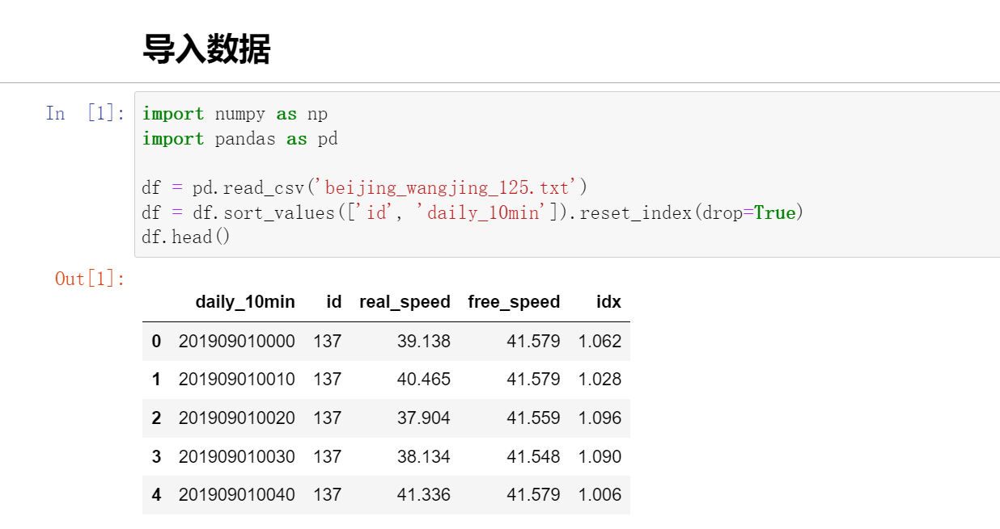 导入数据
In [1]:
import numpy as np
import pandas as pd
df = pd.read_csv('beijing_wangjing_125.txt')
df = df.sort_values(['id', 'daily_10min']).reset_index(drop=True)
df.head()
Out[1]:
daily_10min id real_speed free_speed idx
0 201909010000 137 39.138 41.579 1.062
1 201909010010 137 40.465 41.579 1.028
2 201909010020 137 37.904 41.559 1.096
3 201909010030 137 38.134 41.548 1.090
4 201909010040 137 41.336 41.579 1.006